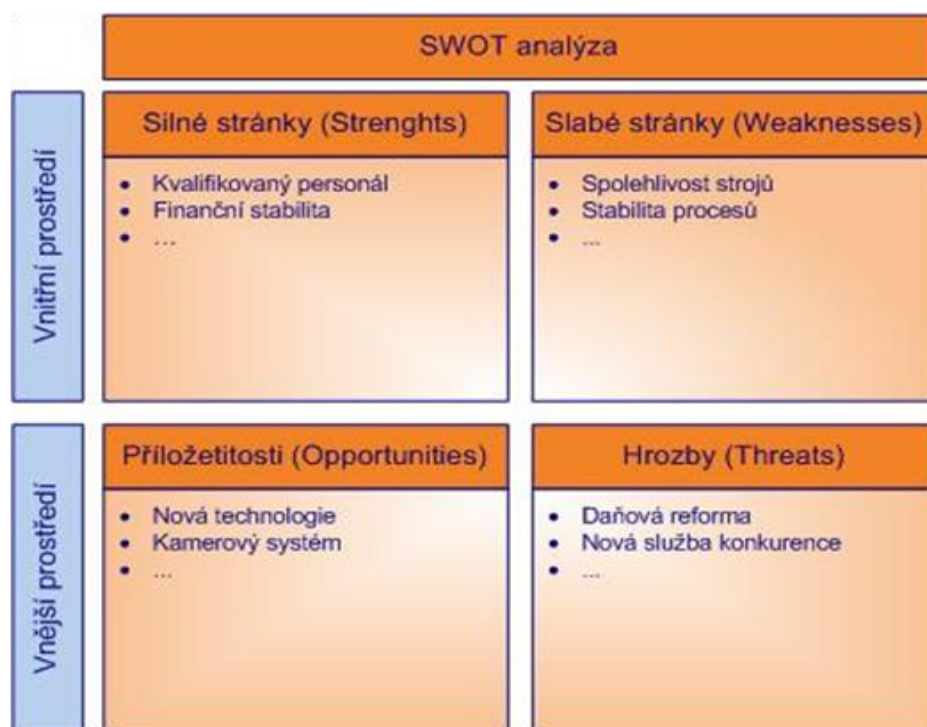 SWOT analýza
Vnitřní prostředí
Silné stránky (Strenghts)
• Kvalifikovaný personál
• Finanční stabilita
• ...
Slabé stránky (Weaknesses)
• Spolehlivost strojů
• Stabilita procesů
• ...
Vnější prostředí
Příložetitosti (Opportunities)
• Nová technologie
• Kamerový systém
• ...
Hrozby (Threats)
• Daňová reforma
• Nová služba konkurence
• ...